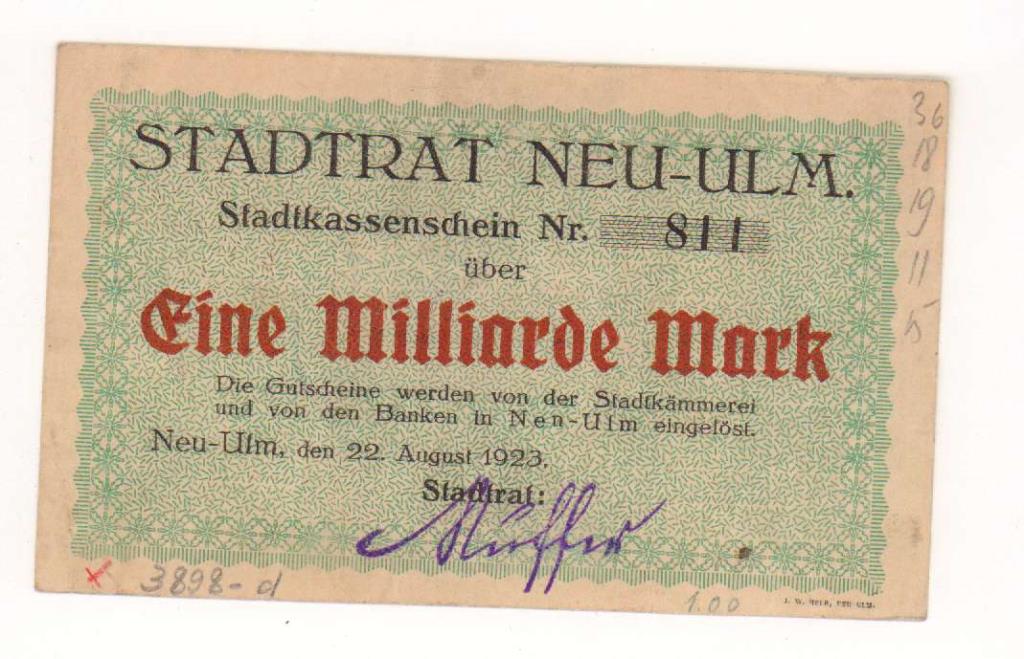 STADTRAT NEU-ULM.
Stadtkassenschein Nr. 811
über
Eine Milliarde Mark
Die Gutscheine werden von der Stadtkämmerei
und von den Banken in Neu-Ulm eingelöst.
Neu-Ulm, den 22. August 1923.
Stadtrat:
36
18
19
11
5
3898-d
1.00